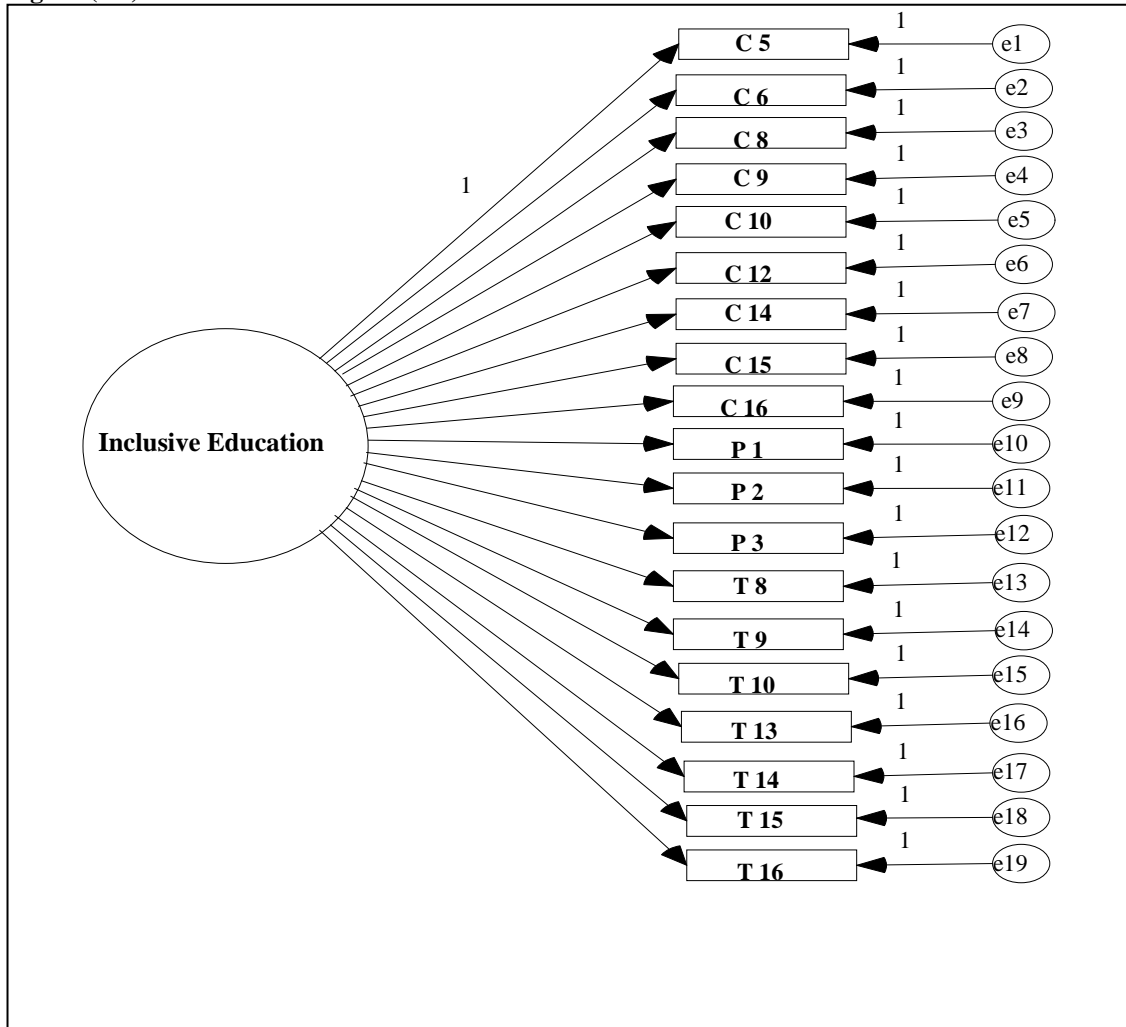 1
C 5
e1
1
C 6
e2
1
C 8
e3
1
1
C 9
e4
1
C 10
e5
1
C 12
e6
1
C 14
e7
1
C 15
e8
1
C 16
e9
1
Inclusive Education
P 1
e10
1
P 2
e11
1
P 3
e12
1
T 8
e13
1
T 9
e14
1
T 10
e15
1
T 13
e16
1
T 14
e17
1
T 15
e18
1
T 16
e19